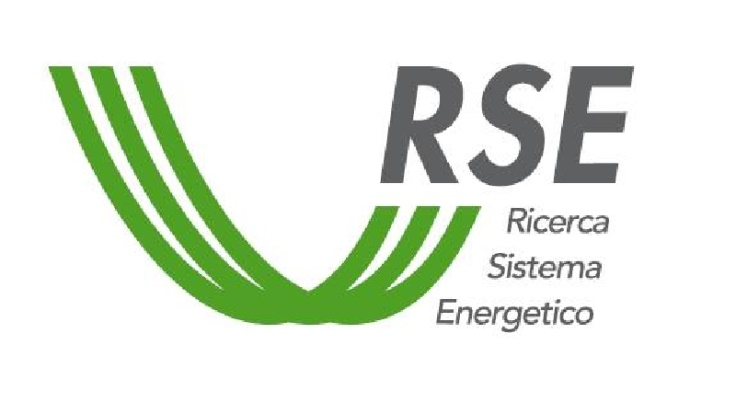 RSE
Ricerca
Sistema
Energetico